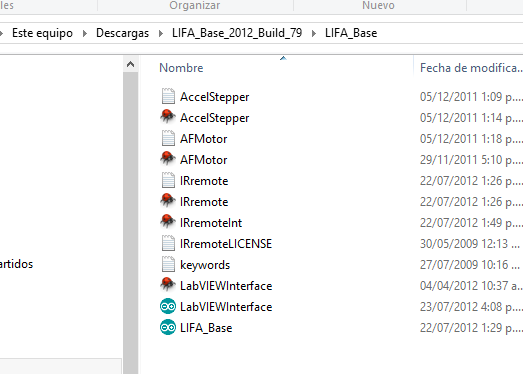 les
Organizar
Nuevo
Este equipo > Descargas > LIFA_Base_2012_Build_79 > LIFA_Base
Nombre
Fecha de modifica...
AccelStepper 05/12/2011 1:09 p....
AccelStepper 05/12/2011 1:14 p....
AFMotor 05/12/2011 1:18 p....
AFMotor 29/11/2011 5:10 p....
IRremote 22/07/2012 1:26 p....
IRremote 22/07/2012 1:26 p....
IRremoteInt 22/07/2012 1:49 p....
IRremoteLICENSE 30/05/2009 12:13 ...
artidos
keywords 27/07/2009 10:16 ...
LabVIEWInterface 04/04/2012 10:37 a...
LabVIEWInterface 23/07/2012 4:08 p....
LIFA_Base 22/07/2012 1:29 p....